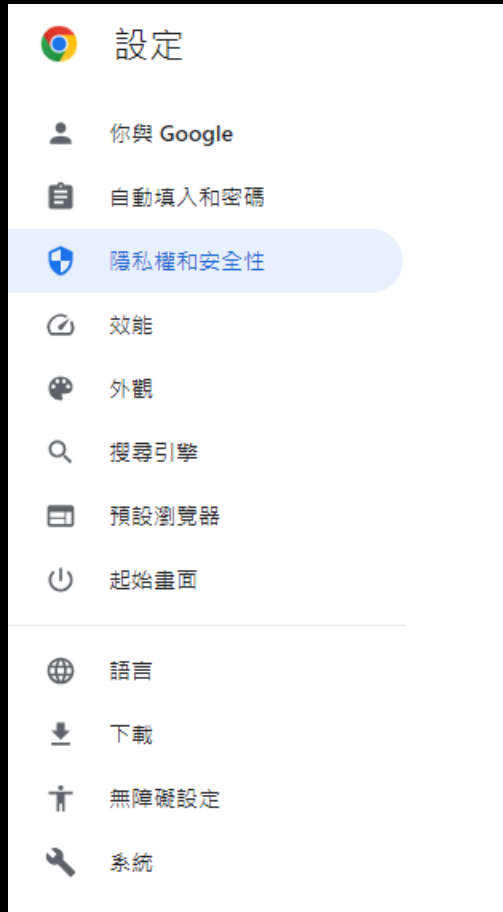 設定
你與 Google
自動填入和密碼
隱私權和安全性
效能
外觀
搜尋引擎
預設瀏覽器
起始畫面
語言
下載
無障礙設定
系統